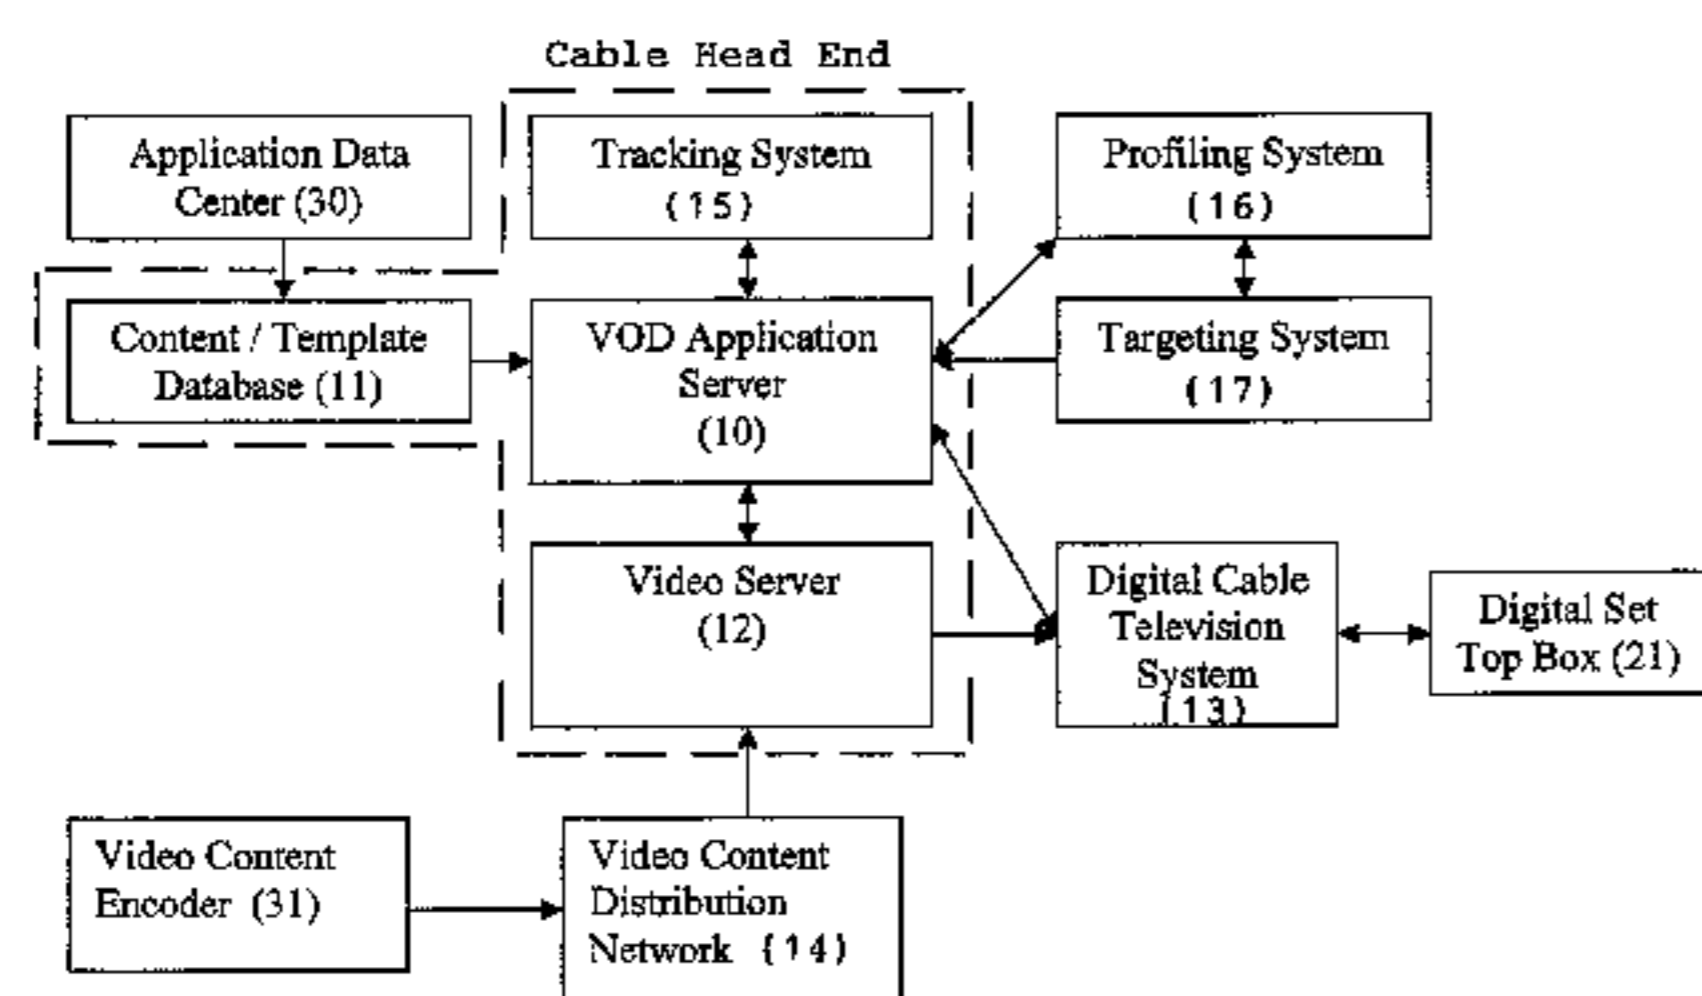 Cable Head End
Application Data
Center (30)
Tracking System
(15)
Profiling System
(16)
Content / Template
Database (11)
VOD Application
Server
(10)
Targeting System
(17)
Video Server
(12)
Digital Cable
Television
System
(13)
Digital Set
Top Box (21)
Video Content
Encoder (31)
Video Content
Distribution
Network (14)